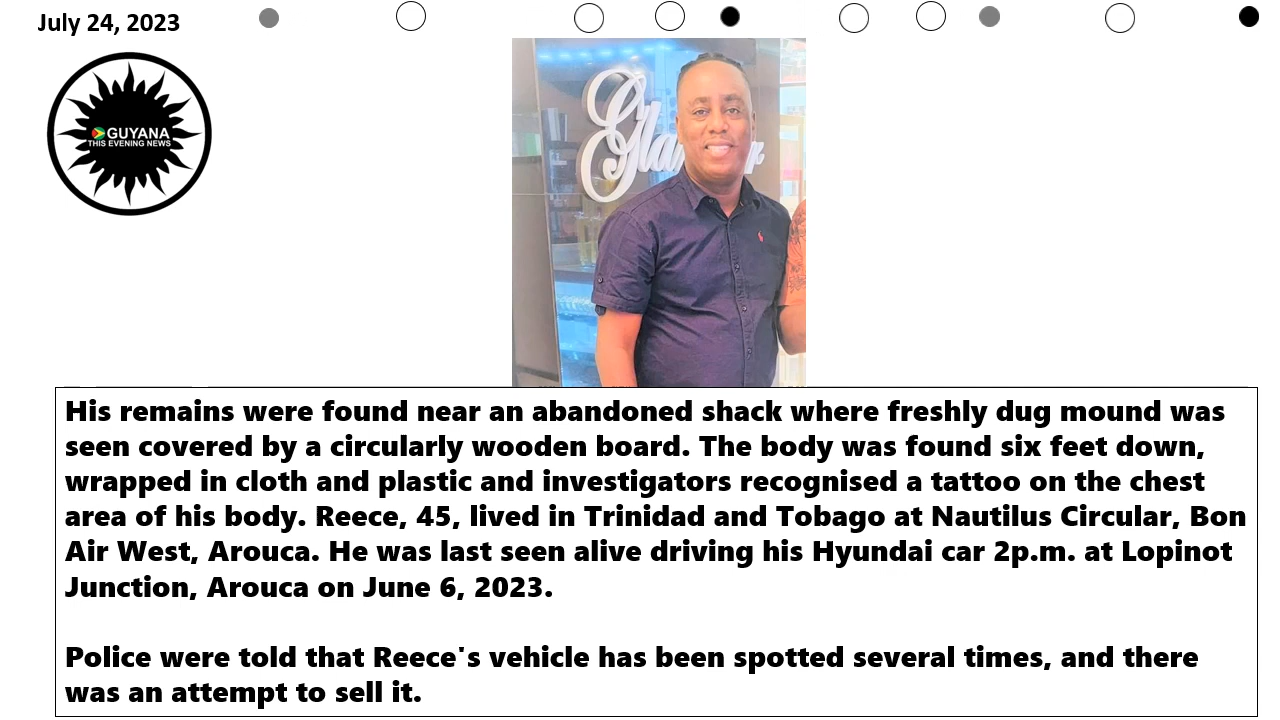 July 24, 2023
GUYANA
THIS EVENING NEWS
Glamour
His remains were found near an abandoned shack where freshly dug mound was
seen covered by a circularly wooden board. The body was found six feet down,
wrapped in cloth and plastic and investigators recognised a tattoo on the chest
area of his body. Reece, 45, lived in Trinidad and Tobago at Nautilus Circular, Bon
Air West, Arouca. He was last seen alive driving his Hyundai car 2p.m. at Lopinot
Junction, Arouca on June 6, 2023.
Police were told that Reece's vehicle has been spotted several times, and there
was an attempt to sell it.